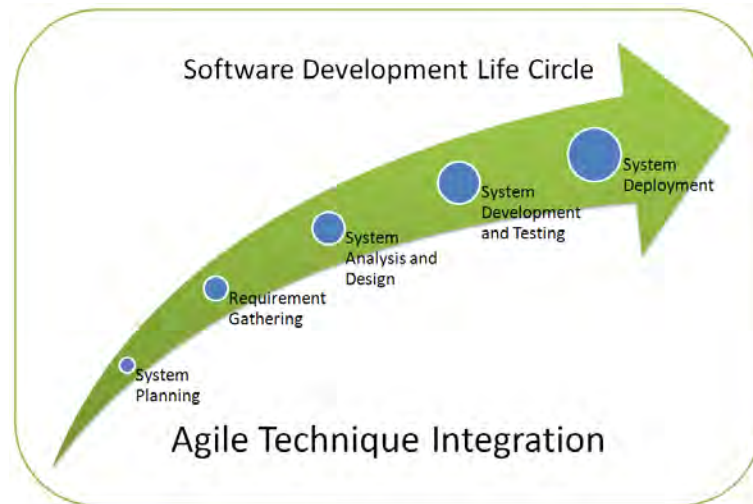 Software Development Life Circle
System
Deployment
System
Development
and Testing
System
Analysis and
Design
Requirement
Gathering
System
Planning
Agile Technique Integration